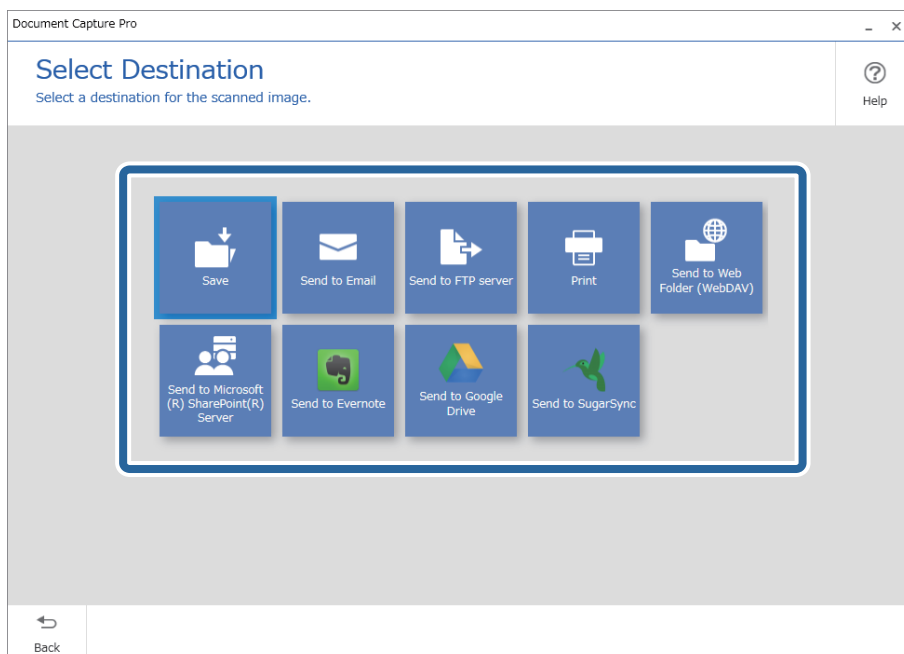 Document Capture Pro
Select Destination
Select a destination for the scanned image.
Help
Save
Send to Email
Send to FTP server
Print
Send to Web
Folder (WebDAV)
Send to Microsoft
(R) SharePoint(R)
Server
Send to Evernote
Send to Google
Drive
Send to SugarSync
Back